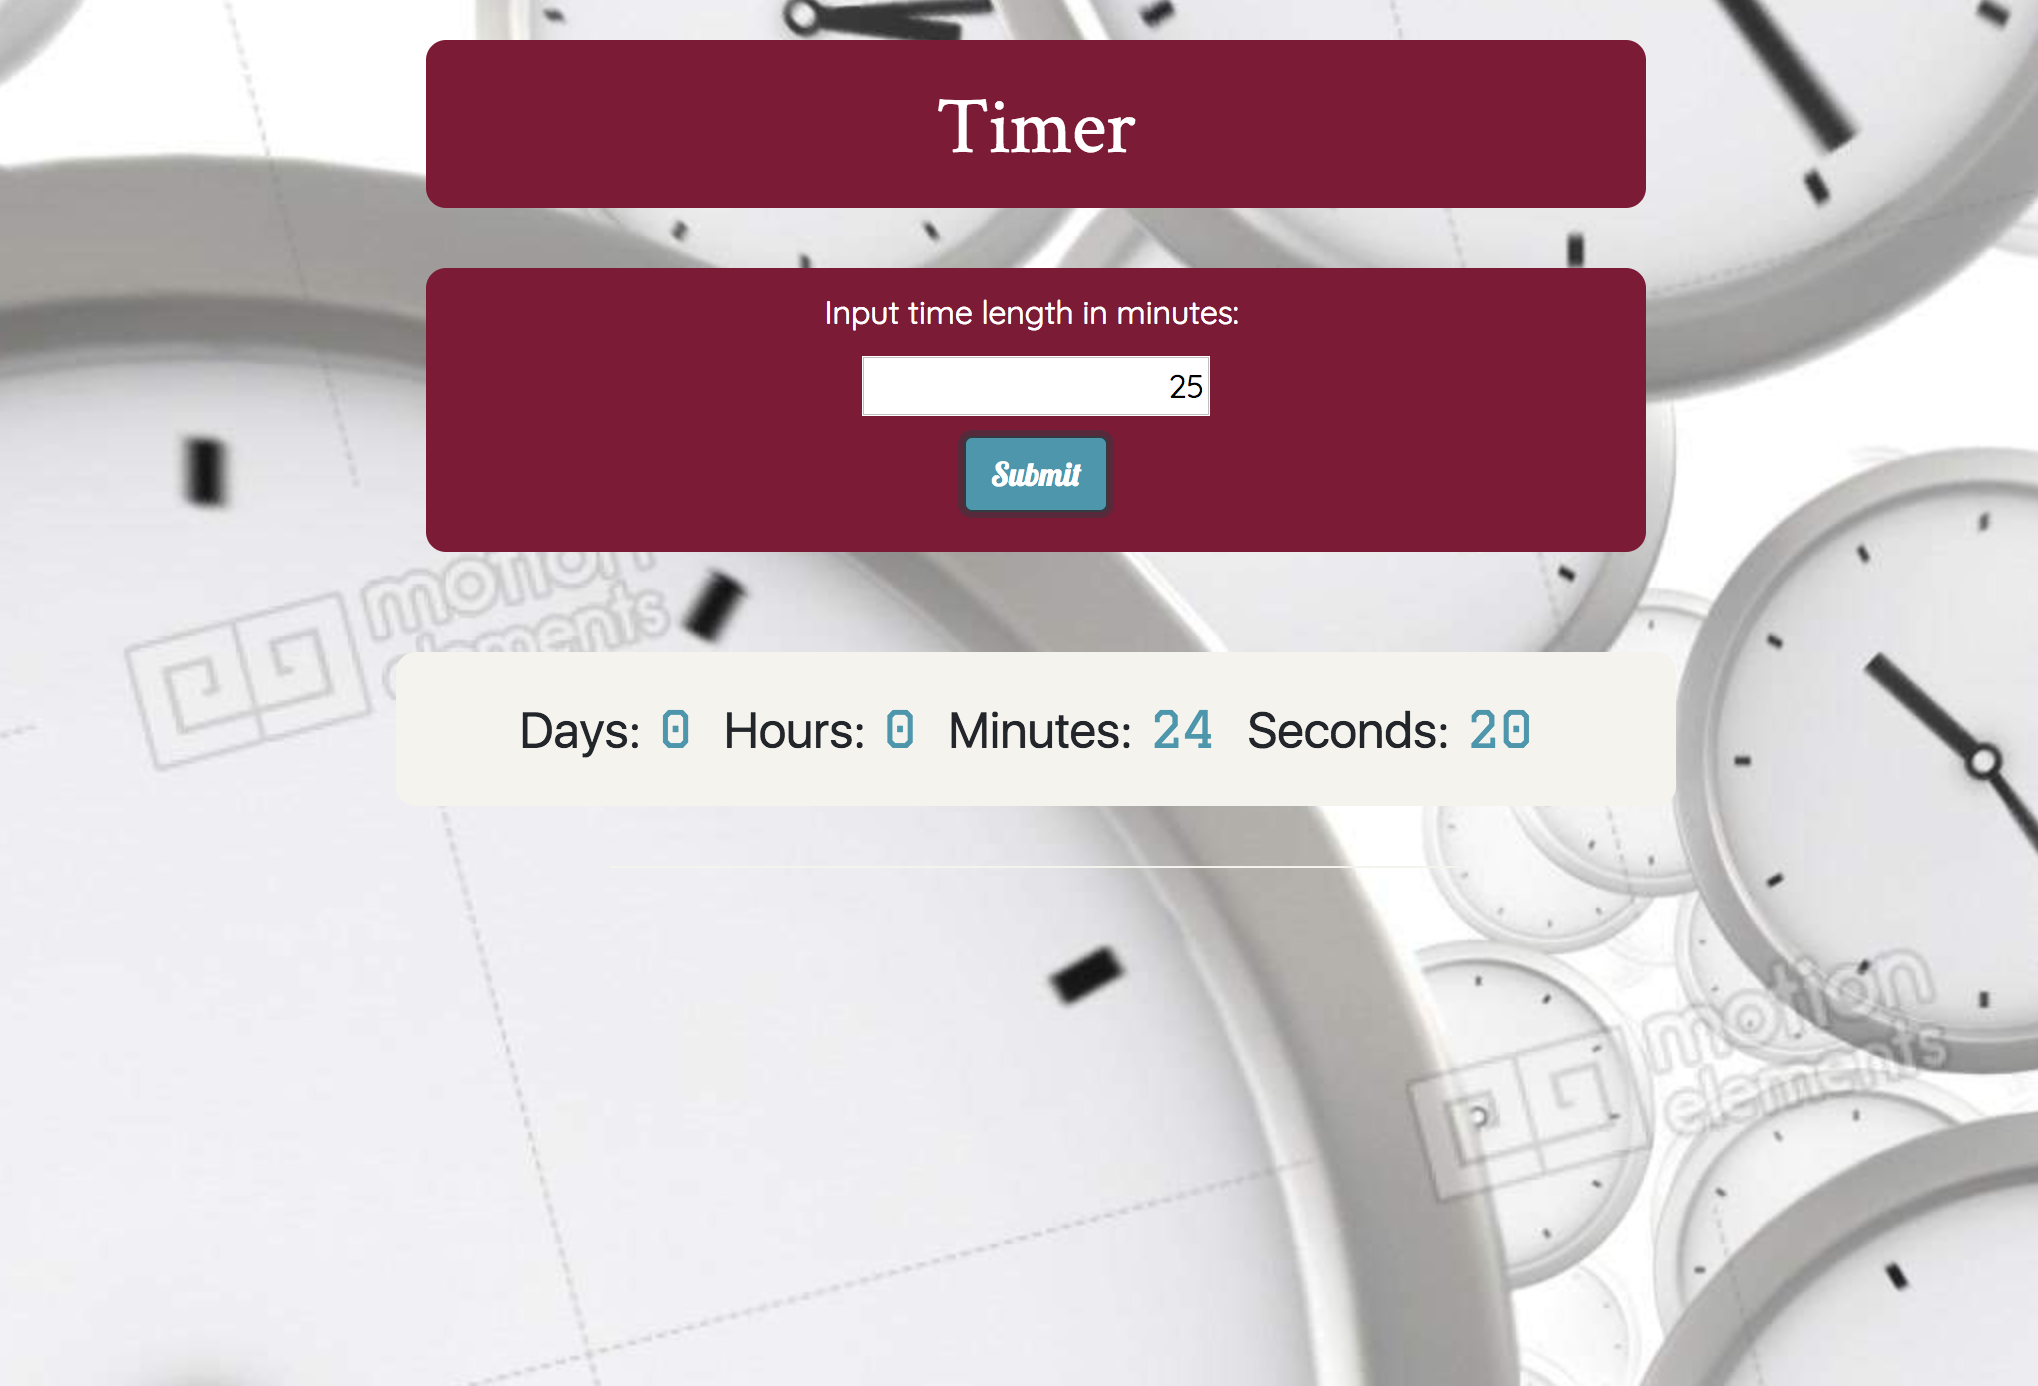 Timer
Input time length in minutes:
25
Submit
motion
elements
Days: 0 Hours: 0 Minutes: 24 Seconds: 20
motion
elements